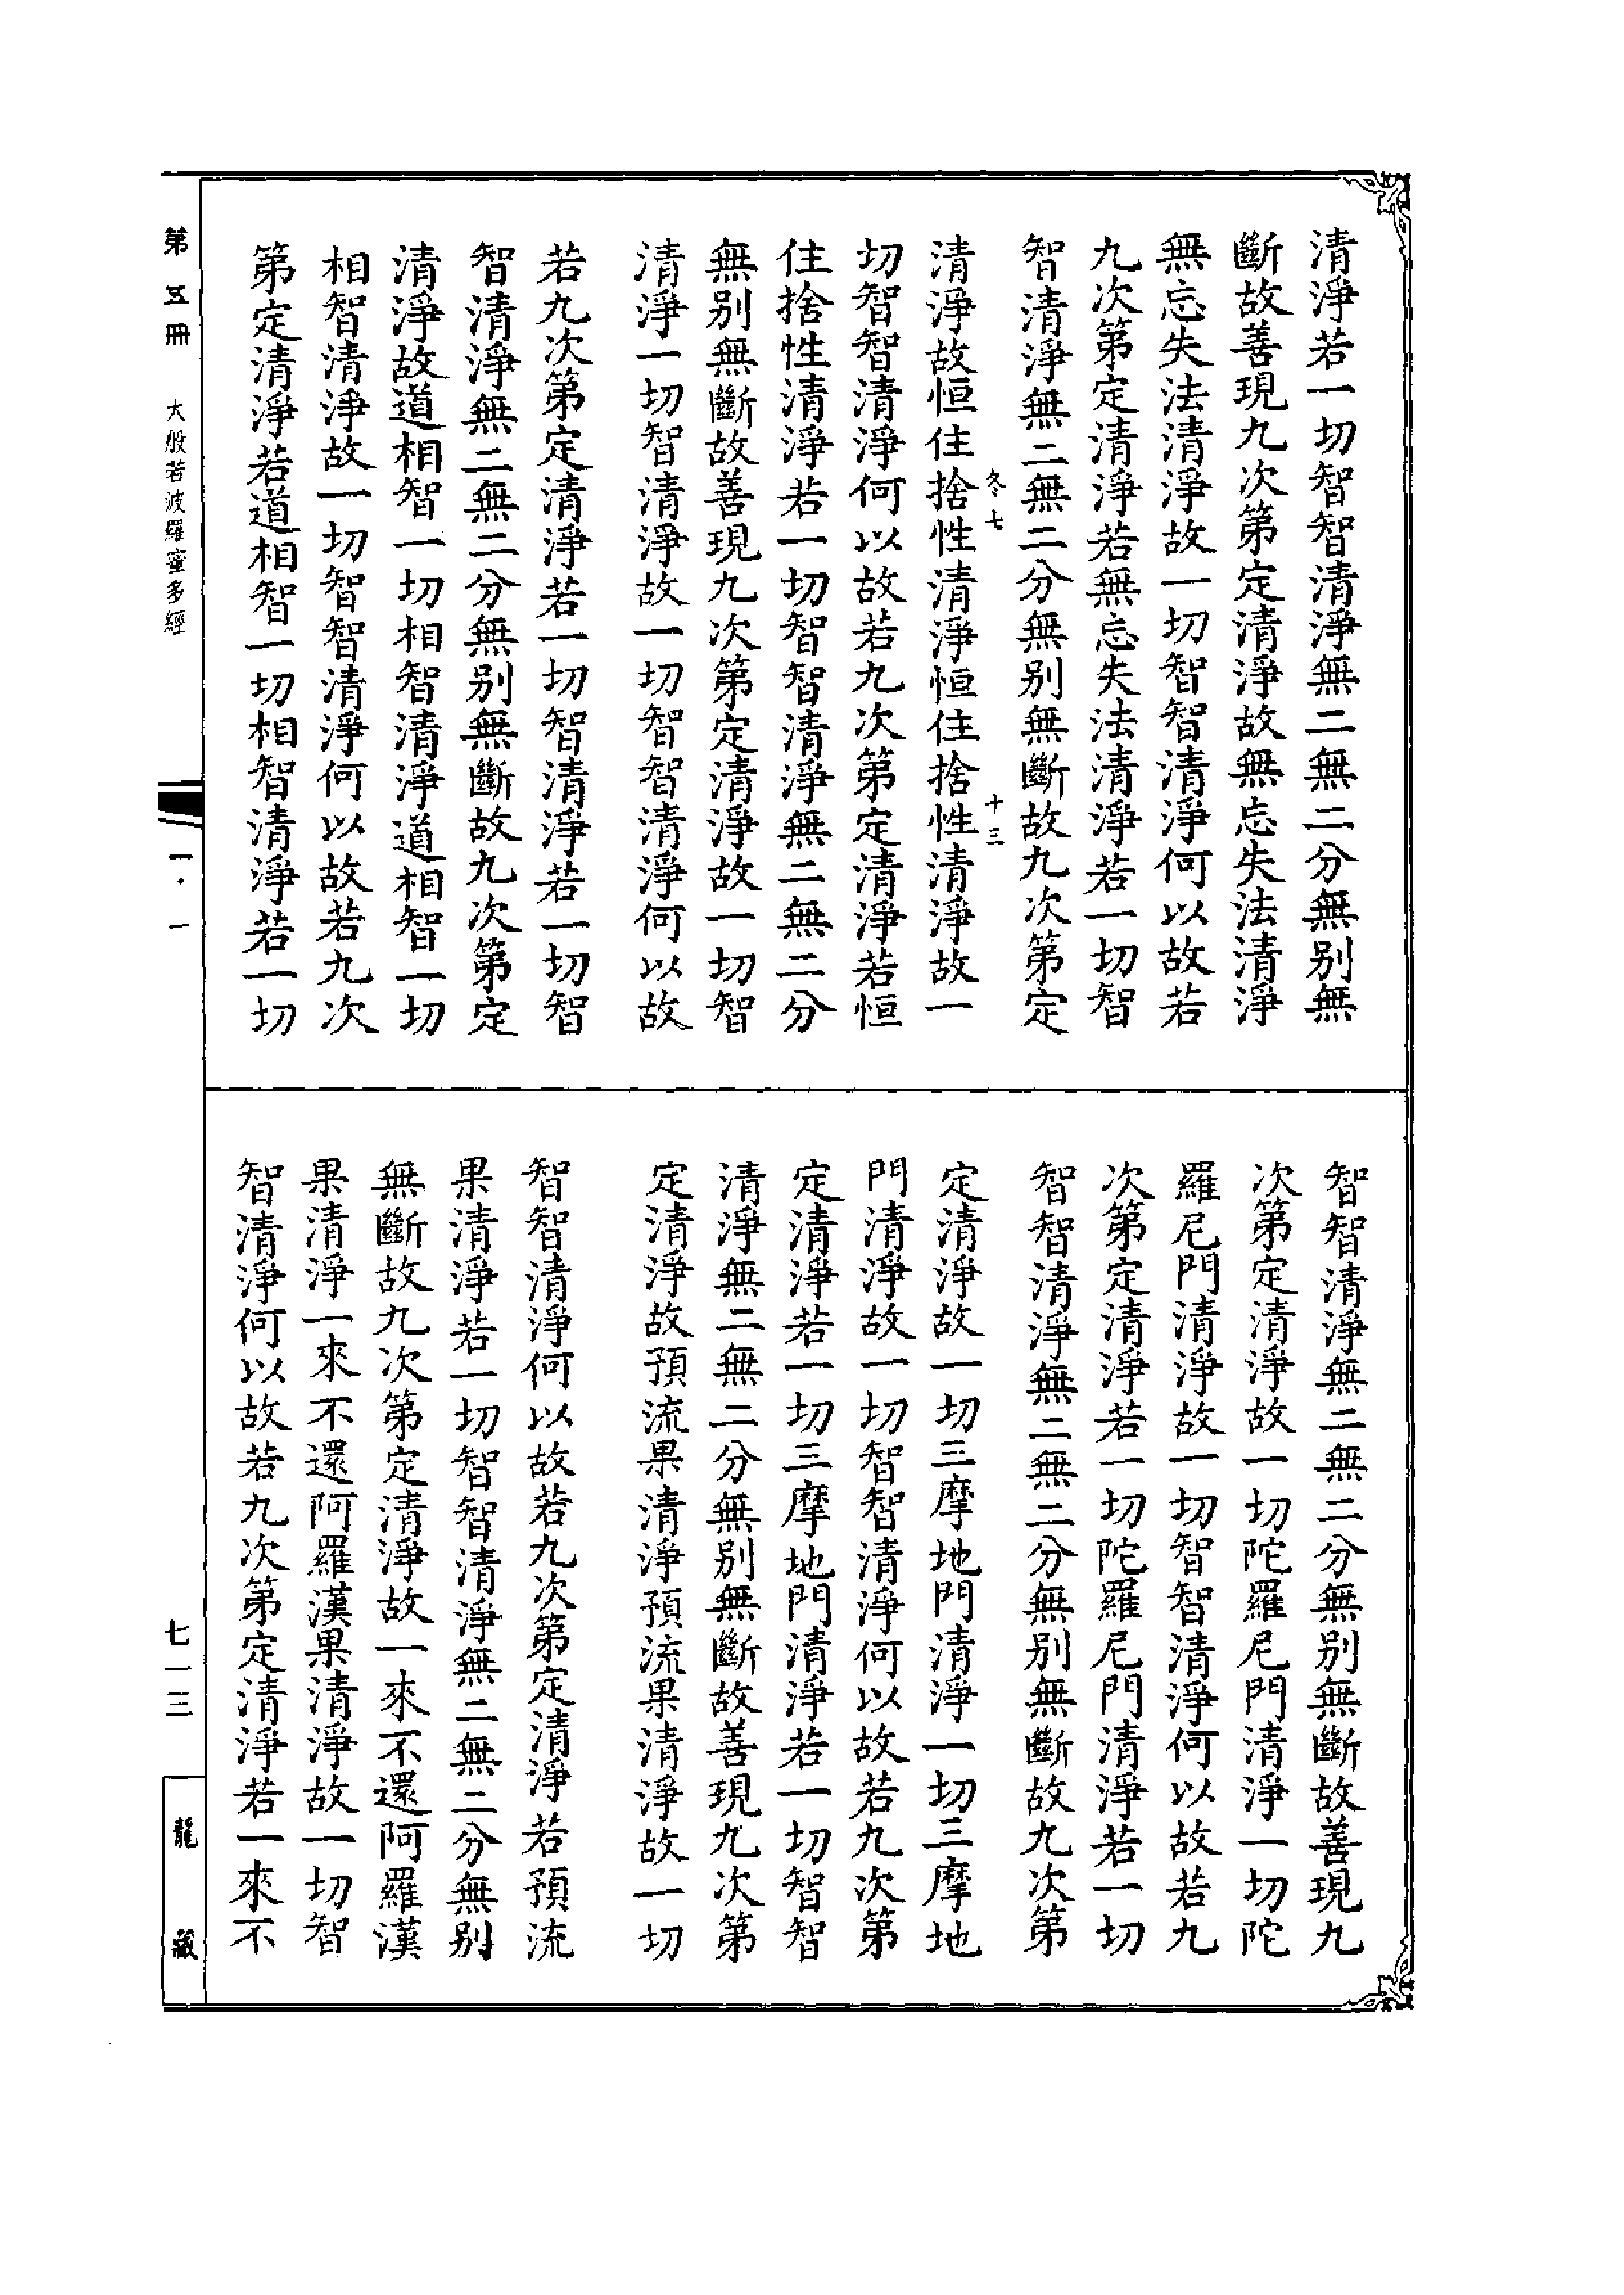 清淨若一切智智清淨無二無二分無別無
斷故善現九次第定清淨故無忘失法清淨
無忘失法清淨故一切智智清淨何以故若
九次第定清淨若無忘失法清淨若一切智
智清淨無二無二分無別無斷故九次第定
冬七 十三
清淨故恒住捨性清淨恒住捨性清淨故一
切智智清淨何以故若九次第定清淨若恒
住捨性清淨若一切智智清淨無二無二分
無別無斷故善現九次第定清淨故一切智
清淨一切智清淨故一切智智清淨何以故
若九次第定清淨若一切智清淨若一切智
智清淨無二無二分無別無斷故九次第定
清淨故道相智一切相智清淨道相智一切
相智清淨故一切智智清淨何以故若九次
第定清淨若道相智一切相智清淨若一切
智智清淨無二無二分無別無斷故善現九
次第定清淨故一切陀羅尼門清淨一切陀
羅尼門清淨故一切智智清淨何以故若九
次第定清淨若一切陀羅尼門清淨若一切
智智清淨無二無二分無別無斷故九次第
定清淨故一切三摩地門清淨一切三摩地
門清淨故一切智智清淨何以故若九次第
定清淨若一切三摩地門清淨若一切智智
清淨無二無二分無別無斷故善現九次第
定清淨故預流果清淨預流果清淨故一切
智智清淨何以故若九次第定清淨若預流
果清淨若一切智智清淨無二無二分無別
無斷故九次第定清淨故一來不還阿羅漢
果清淨一來不還阿羅漢果清淨故一切智
智清淨何以故若九次第定清淨若一來不
第五冊 大般若波羅蜜多經
一·一
七一三
龍藏